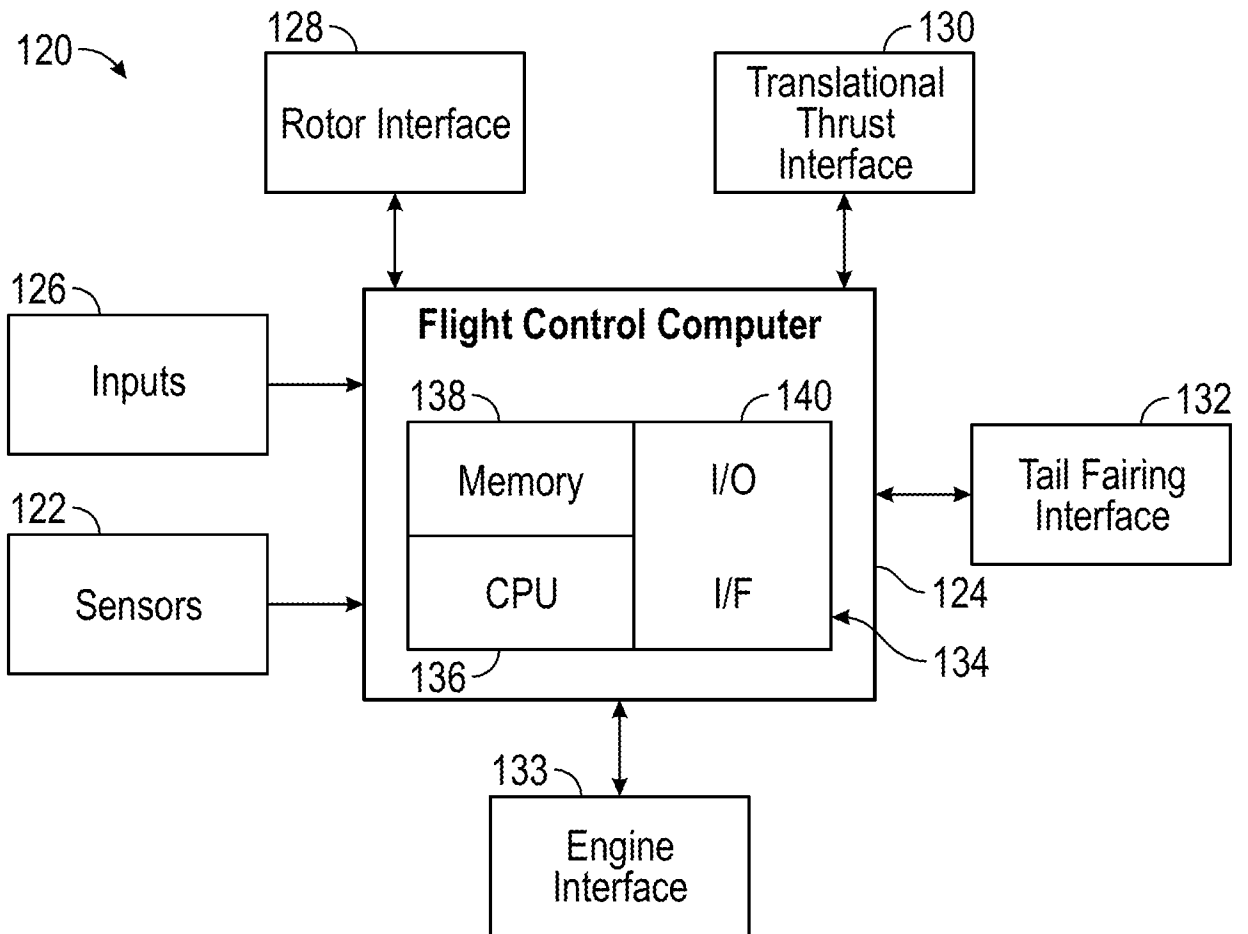 120
128
Rotor Interface
130
Translational
Thrust
Interface
126
Inputs
Flight Control Computer
138
140
Memory
I/O
CPU
I/F
136
134
124
132
Tail Fairing
Interface
122
Sensors
133
Engine
Interface